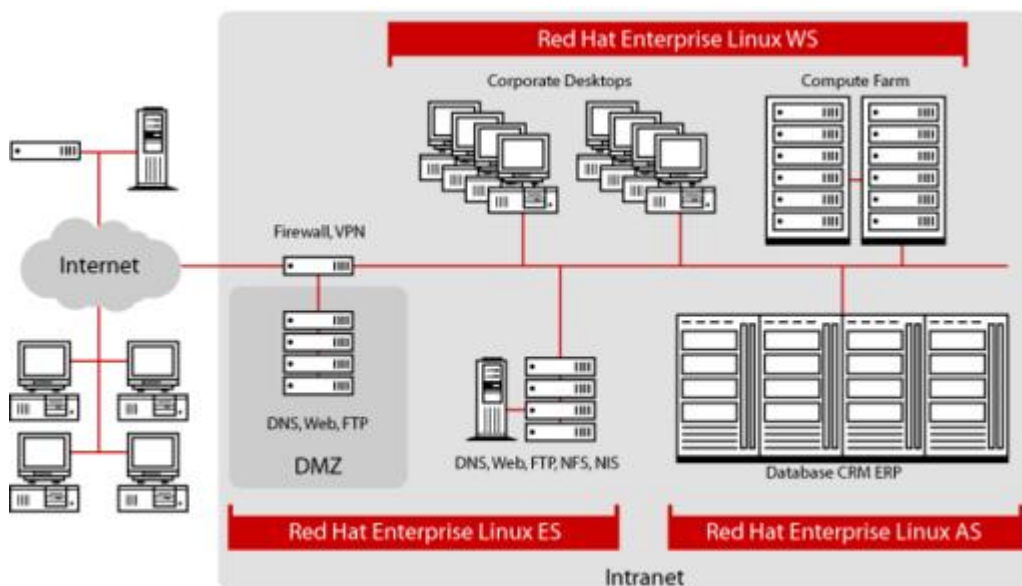 Red Hat Enterprise Linux WS
Corporate Desktops
Compute Farm
Firewall, VPN
Internet
DNS, Web, FTP
DMZ
DNS, Web, FTP, NFS, NIS
Database CRM ERP
Red Hat Enterprise Linux ES
Red Hat Enterprise Linux AS
Intranet